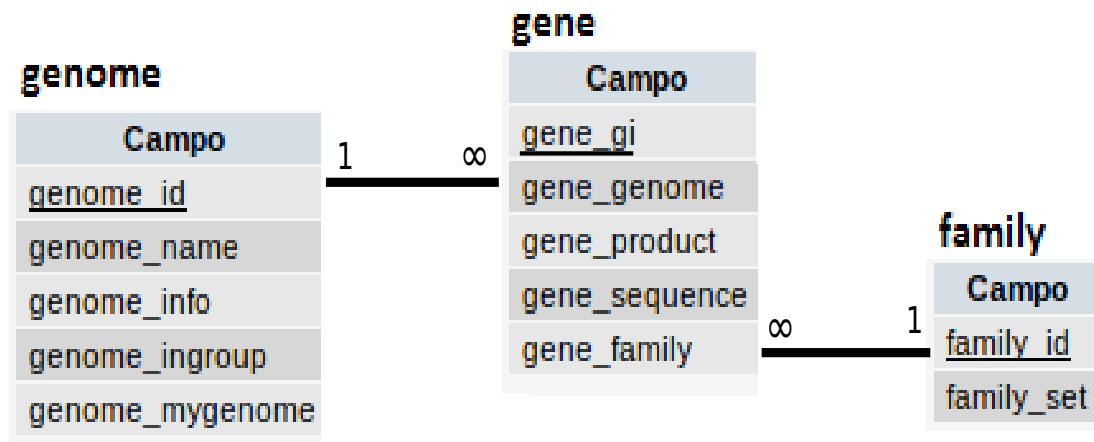 genome
Campo
genome_id
genome_name
genome_info
genome_ingroup
genome_mygenome
1
∞
gene
Campo
gene_gi
gene_genome
gene_product
gene_sequence
gene_family
∞
1
family
Campo
family_id
family_set